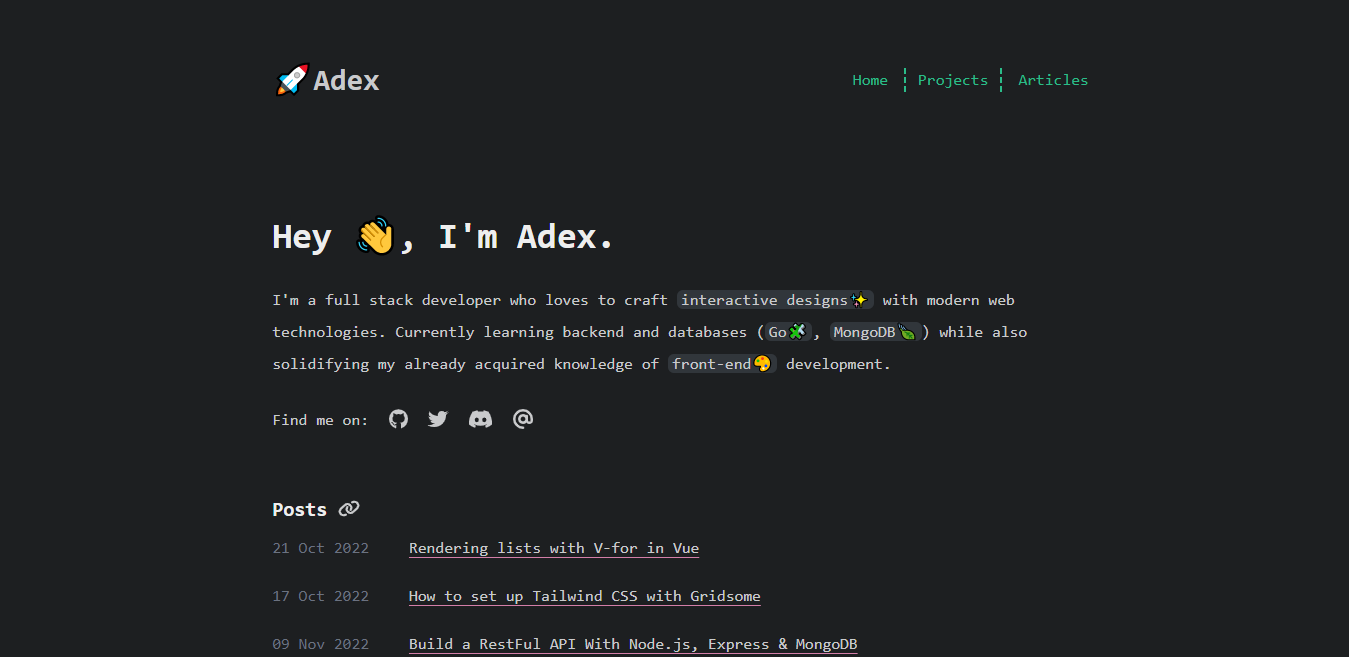 🚀Adex
Home
Projects
Articles
Hey 👋, I'm Adex.
I'm a full stack developer who loves to craft interactive designs✨ with modern web
technologies. Currently learning backend and databases (Go🧩, MongoDB🍃) while also
solidifying my already acquired knowledge of front-end🎨 development.
Find me on:
Posts
21 Oct 2022 Rendering lists with V-for in Vue
17 Oct 2022 How to set up Tailwind CSS with Gridsome
09 Nov 2022 Build a RestFul API With Node.js, Express & MongoDB